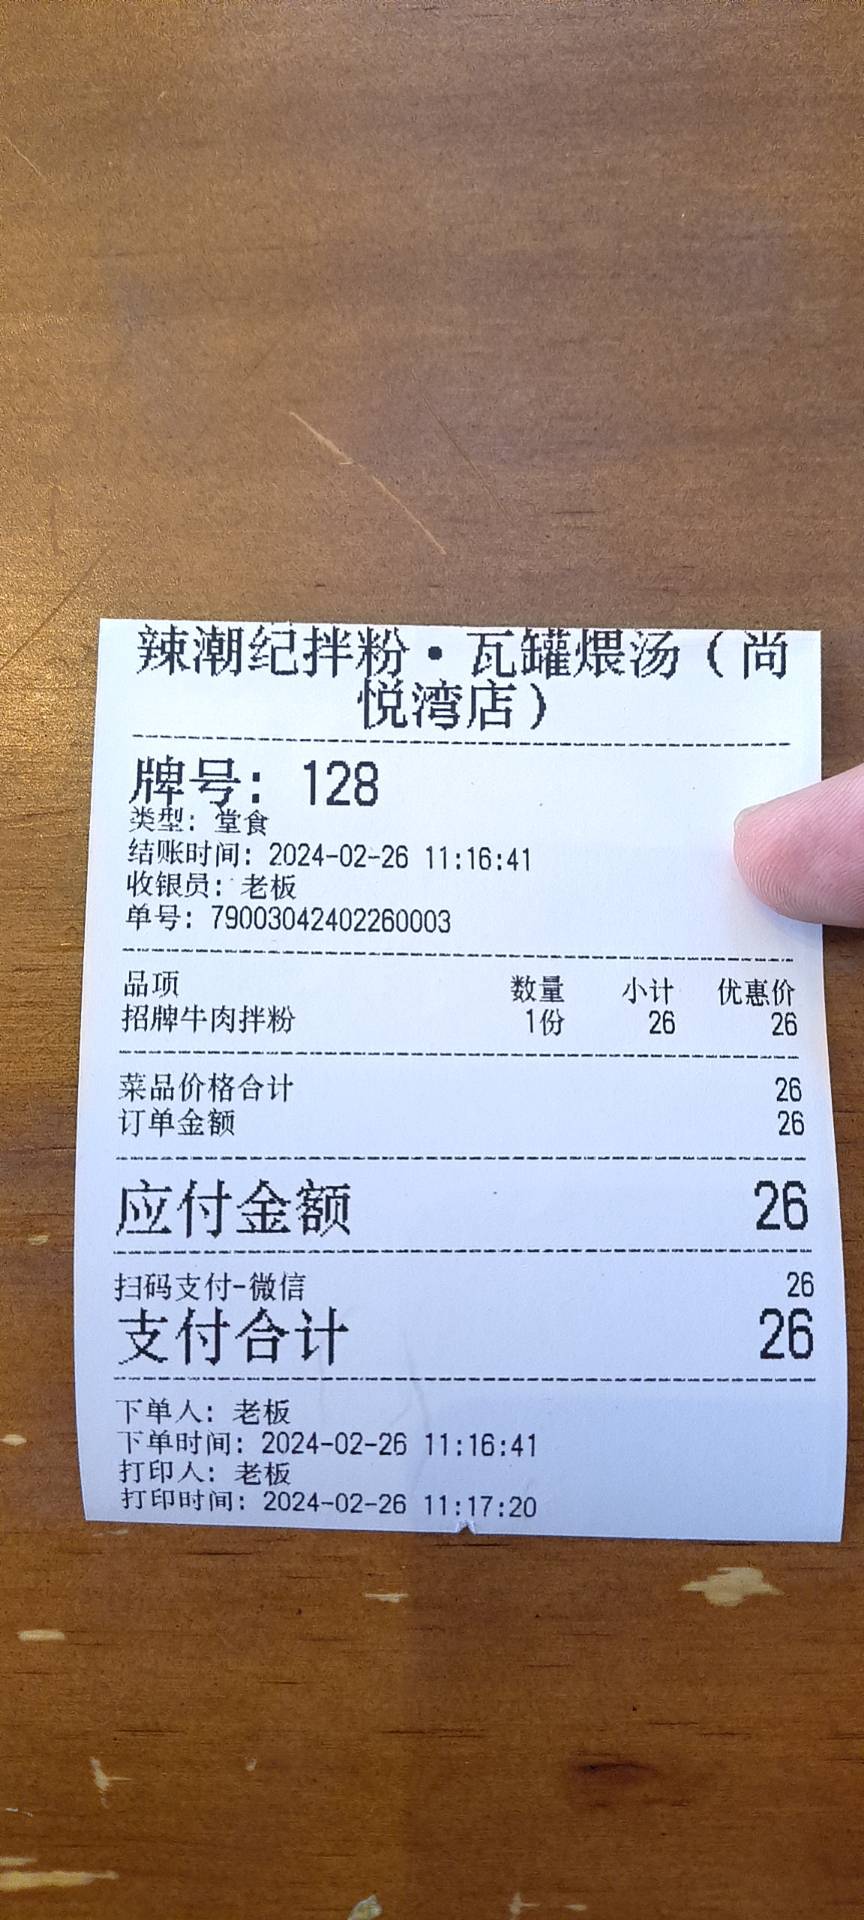 辣潮纪拌粉·瓦罐煨汤（尚
悦湾店）
牌号: 128
类型: 堂食
结账时间: 2024-02-26 11:16:41
收银员: 老板
单号: 79003042402260003
品项 数量 小计 优惠价
招牌牛肉拌粉 1份 26 26
菜品价格合计 26
订单金额 26
应付金额 26
扫码支付-微信 26
支付合计 26
下单人: 老板
下单时间: 2024-02-26 11:16:41
打印人: 老板
打印时间: 2024-02-26 11:17:20